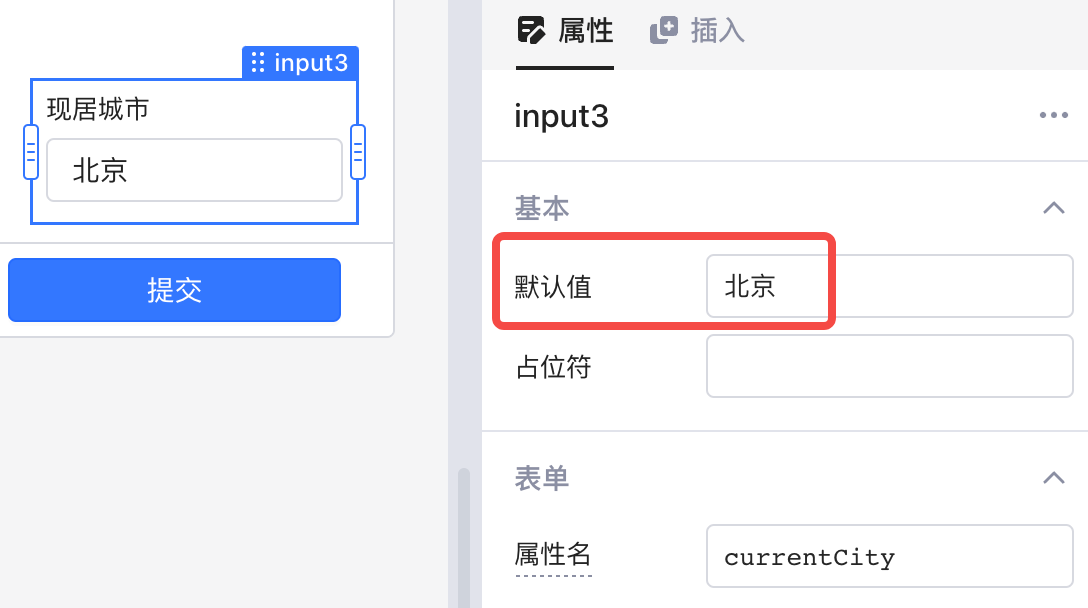 input3
现居城市
北京
提交
属性 插入
input3
基本
默认值 北京
占位符
表单
属性名 currentCity